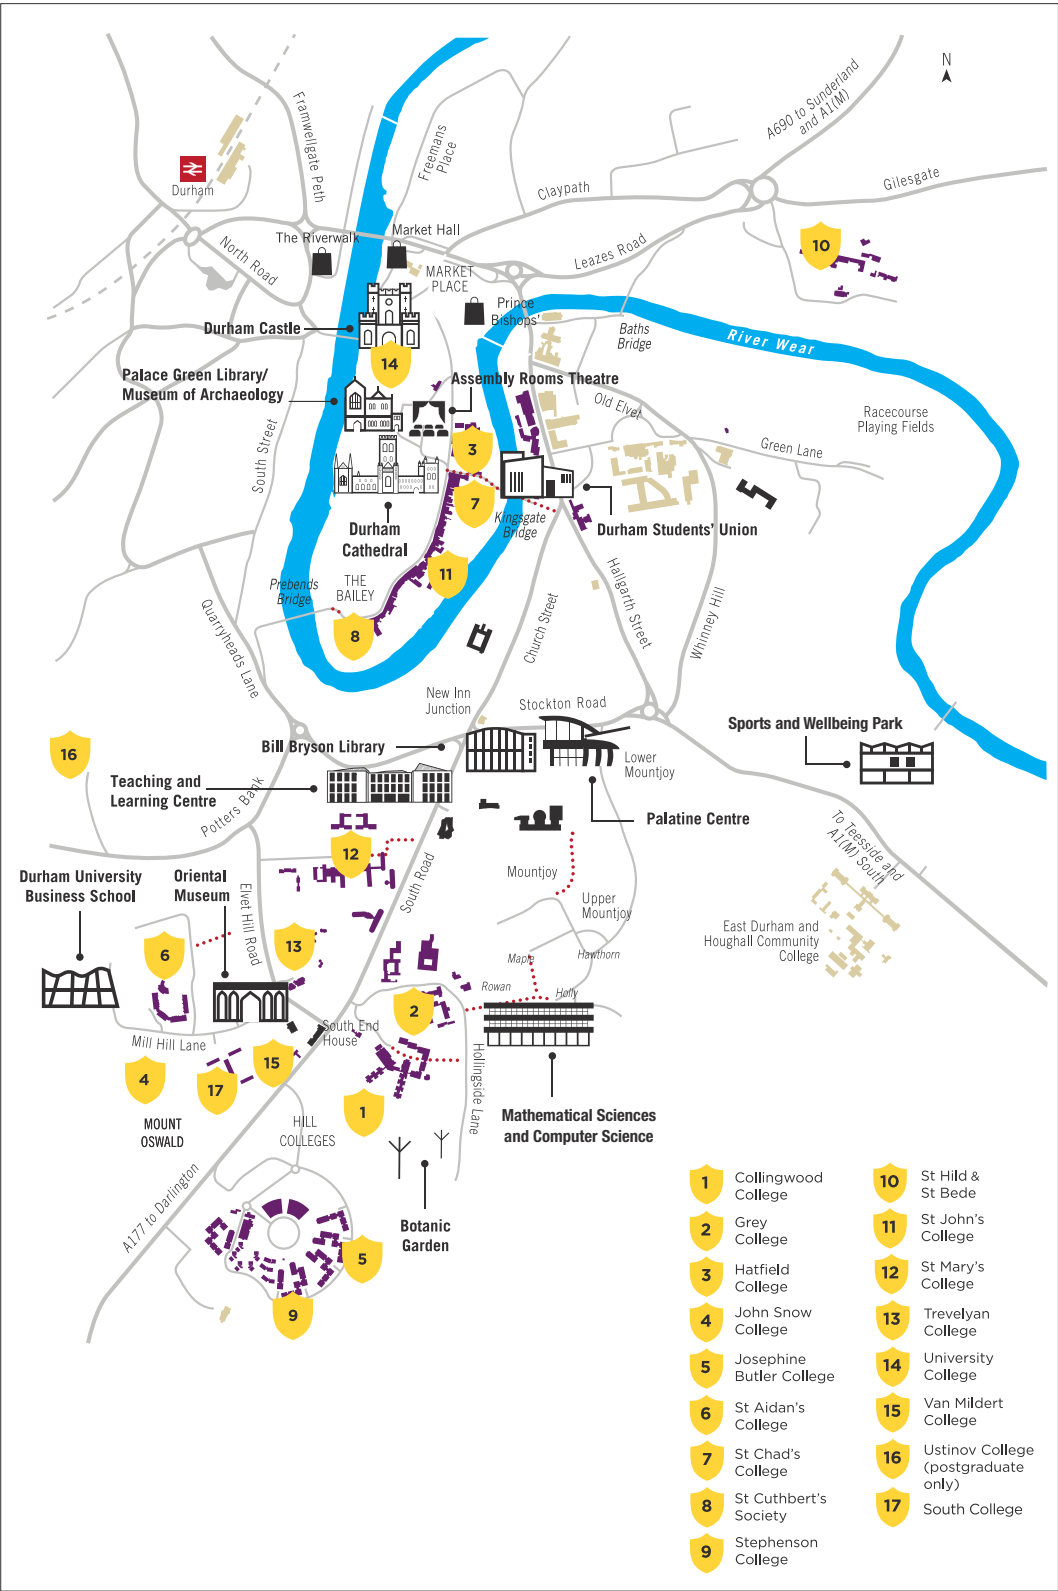 N
A690 to Sunderland
and A1(M)
Framwellgate Peth
Freemans
Place
Durham
Claypath
Gilesgate
Market Hall
The Riverwalk
North Road
Leazes Road
10
MARKET
PLACE
Prince
Bishops'
Durham Castle
Baths
Bridge
River Wear
14
Palace Green Library/
Museum of Archaeology
Assembly Rooms Theatre
Old Elvet
Racecourse
Playing Fields
Green Lane
South Street
3
7
Kingsgate
Bridge
Durham
Cathedral
Durham Students' Union
11
Prebends
Bridge
THE
BAILEY
8
Hallgarth Street
Whinney Hill
Church Street
Quarryheads Lane
New Inn
Junction
Stockton Road
Sports and Wellbeing Park
16
Bill Bryson Library
Lower
Mountjoy
Teaching and
Learning Centre
Potters Bank
Palatine Centre
To Teesside and
A1(M) South
12
Durham University
Business School
Oriental
Museum
South Road
Mountjoy
Upper
Mountjoy
Elvet Hill Road
East Durham and
Houghall Community
College
6
13
Maple
Hawthorn
Rowan
Holly
2
South End
House
Mill Hill Lane
Hollingside Lane
4
17
15
1
MOUNT
OSWALD
HILL
COLLEGES
Mathematical Sciences
and Computer Science
A177 to Darlington
Botanic
Garden
5
9
1
Collingwood
College
2
Grey
College
3
Hatfield
College
4
John Snow
College
5
Josephine
Butler College
6
St Aidan's
College
7
St Chad's
College
8
St Cuthbert's
Society
9
Stephenson
College
10
St Hild &
St Bede
11
St John's
College
12
St Mary's
College
13
Trevelyan
College
14
University
College
15
Van Mildert
College
16
Ustinov College
(postgraduate
only)
17
South College